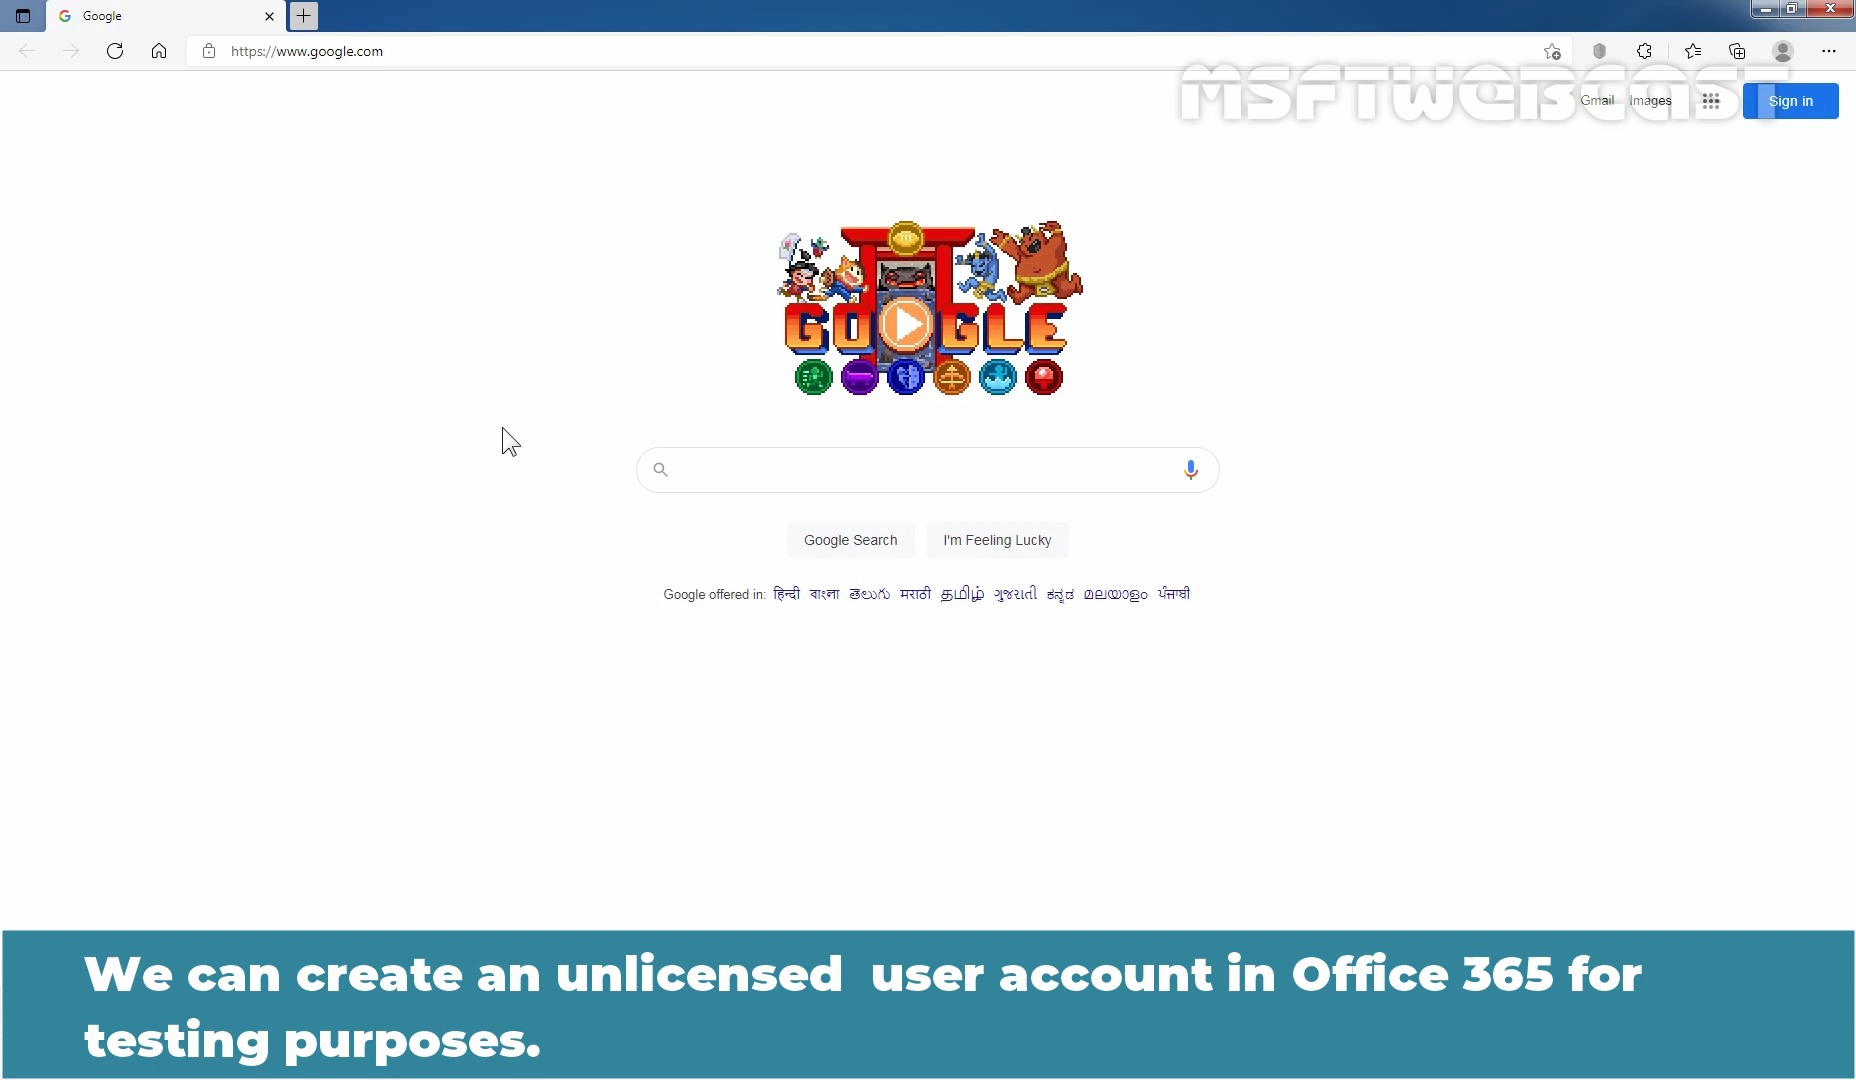 Google
https://www.google.com
MSFTWEBCAST
Gmail Images Sign in
GOOGLE
Google Search I'm Feeling Lucky
Google offered in: हिन्दी বাংলা తెలుగు मराठी தமிழ் ગુજરાતી ಕನ್ನಡ മലയാളം ਪੰਜਾਬੀ
We can create an unlicensed user account in Office 365 for
testing purposes.